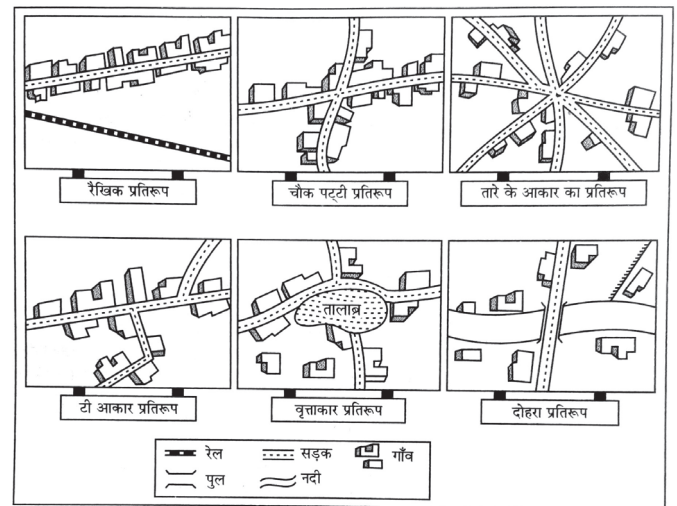 रैखिक प्रतिरूप
चौक पट्टी प्रतिरूप
तारे के आकार का प्रतिरूप
तालाब
टी आकार प्रतिरूप
वृत्ताकार प्रतिरूप
दोहरा प्रतिरूप
रेल
सड़क
गाँव
पुल
नदी